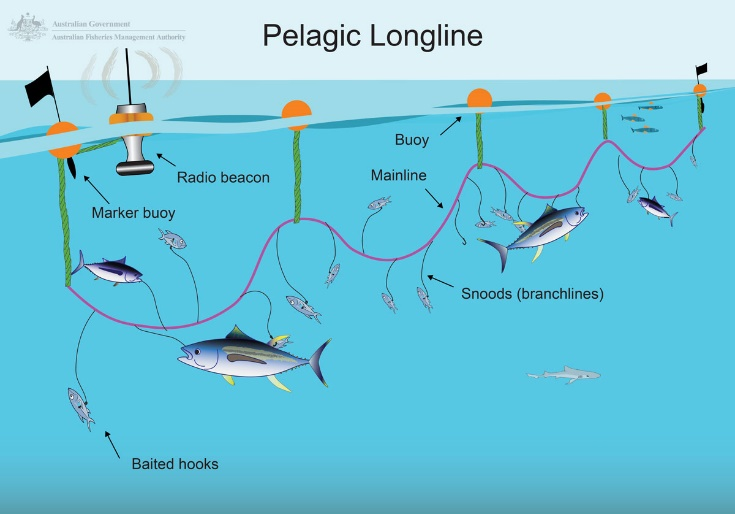 Australian Government
Australian Fisheries Management Authority
Pelagic Longline
Buoy
Radio beacon
Mainline
Marker buoy
Snoods (branchlines)
Baited hooks